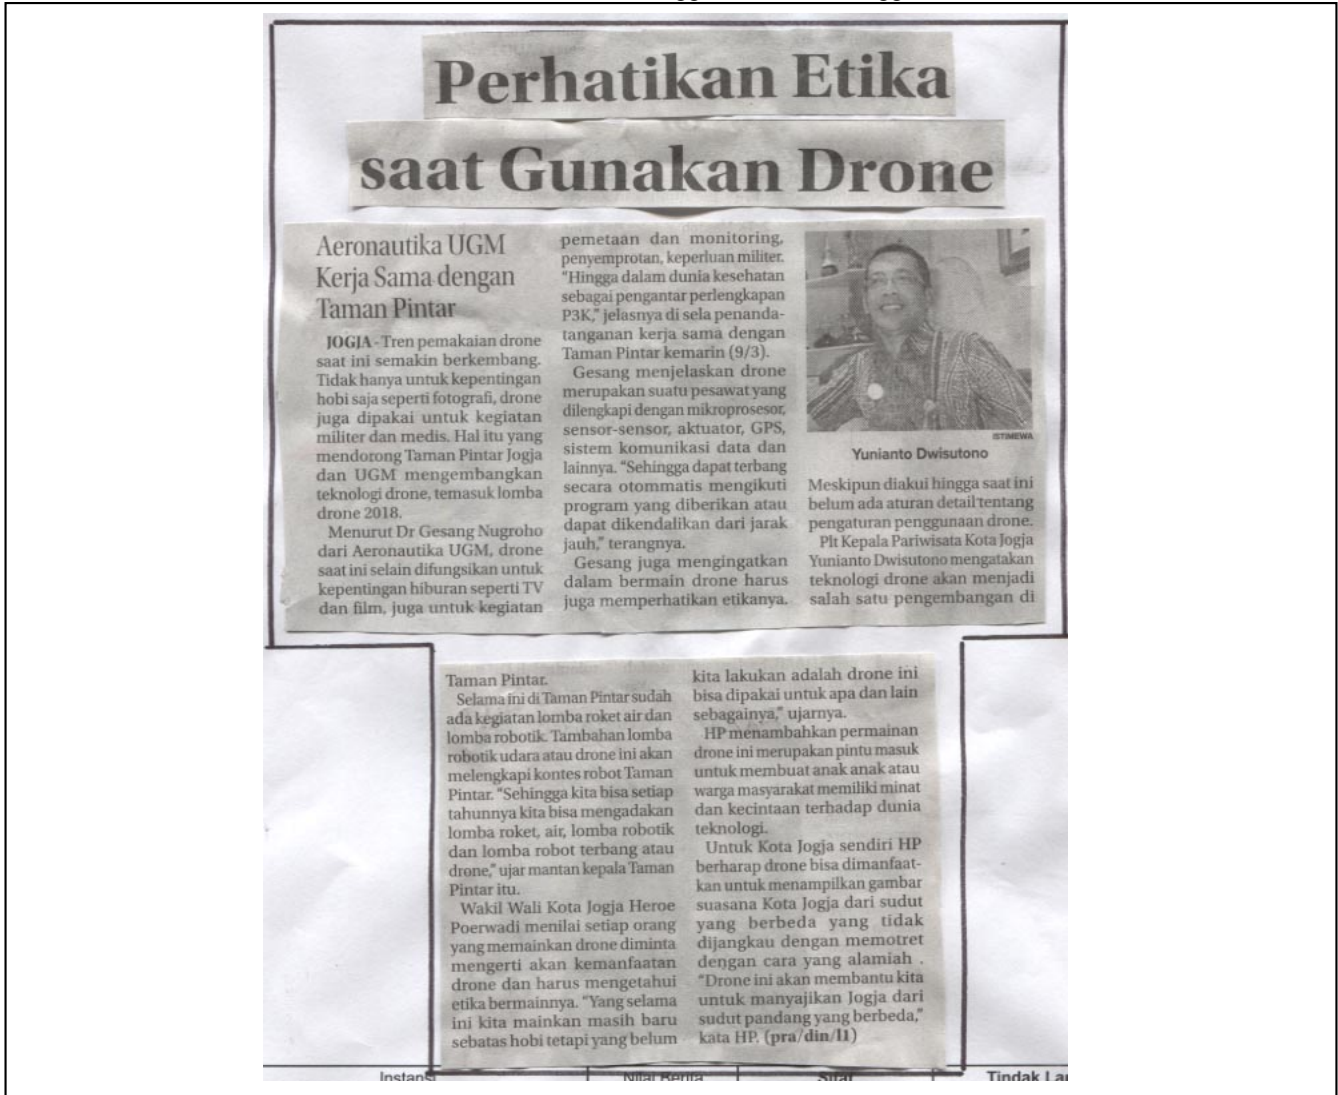 Perhatikan Etika
saat Gunakan Drone
Aeronautika UGM
Kerja Sama dengan
Taman Pintar
JOGJA - Tren pemakaian drone
saat ini semakin berkembang.
Tidak hanya untuk kepentingan
hobi saja seperti fotografi, drone
juga dipakai untuk kegiatan
militer dan medis. Hal itu yang
mendorong Taman Pintar Jogja
dan UGM mengembangkan
teknologi drone, temasuk lomba
drone 2018.
Menurut Dr Gesang Nugroho
dari Aeronautika UGM, drone
saat ini selain difungsikan untuk
kepentingan hiburan seperti TV
dan film, juga untuk kegiatan
pemetaan dan monitoring,
penyemprotan, keperluan militer.
"Hingga dalam dunia kesehatan
sebagai pengantar perlengkapan
P3K," jelasnya di sela penanda-
tanganan kerja sama dengan
Taman Pintar kemarin (9/3).
Gesang menjelaskan drone
merupakan suatu pesawat yang
dilengkapi dengan mikroprosesor,
sensor-sensor, aktuator, GPS,
sistem komunikasi data dan
lainnya. "Sehingga dapat terbang
secara otommatis mengikuti
program yang diberikan atau
dapat dikendalikan dari jarak
jauh," terangnya.
Gesang juga mengingatkan
dalam bermain drone harus
juga memperhatikan etikanya.
ISTIMEWA
Yunianto Dwisutono
Meskipun diakui hingga saat ini
belum ada aturan detail tentang
pengaturan penggunaan drone.
Plt Kepala Pariwisata Kota Jogja
Yunianto Dwisutono mengatakan
teknologi drone akan menjadi
salah satu pengembangan di
Taman Pintar.
Selama ini di Taman Pintar sudah
ada kegiatan lomba roket air dan
lomba robotik. Tambahan lomba
robotik udara atau drone ini akan
melengkapi kontes robot Taman
Pintar. "Sehingga kita bisa setiap
tahunnya kita bisa mengadakan
lomba roket, air, lomba robotik
dan lomba robot terbang atau
drone," ujar mantan kepala Taman
Pintar itu.
Wakil Wali Kota Jogja Heroe
Poerwadi menilai setiap orang
yang memainkan drone diminta
mengerti akan kemanfaatan
drone dan harus mengetahui
etika bermainnya. "Yang selama
ini kita mainkan masih baru
sebatas hobi tetapi yang belum
kita lakukan adalah drone ini
bisa dipakai untuk apa dan lain
sebagainya," ujarnya.
HP menambahkan permainan
drone ini merupakan pintu masuk
untuk membuat anak anak atau
warga masyarakat memiliki minat
dan kecintaan terhadap dunia
teknologi.
Untuk Kota Jogja sendiri HP
berharap drone bisa dimanfaat-
kan untuk menampilkan gambar
suasana Kota Jogja dari sudut
yang berbeda yang tidak
dijangkau dengan memotret
dengan cara yang alamiah .
"Drone ini akan membantu kita
untuk manyajikan Jogja dari
sudut pandang yang berbeda,"
kata HP. (pra/din/l1)
Instansi Nilai Berita Sifat Tindak La